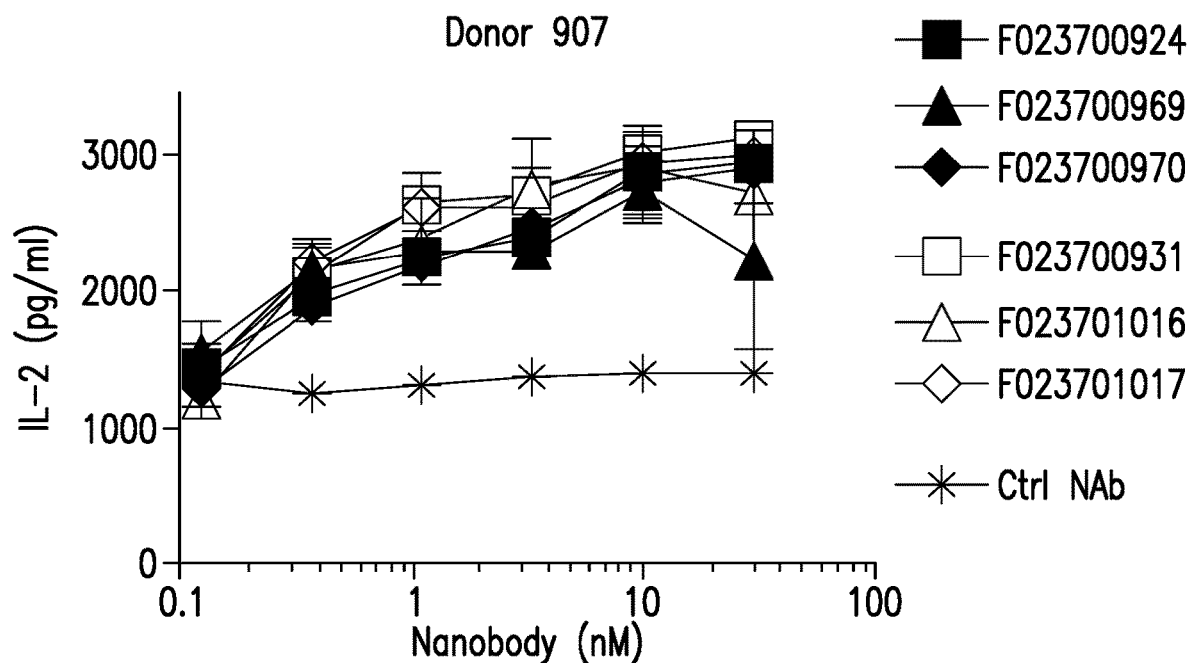 Donor 907
IL-2 (pg/ml)
3000
2000
1000
0
0.1
1
10
100
Nanobody (nM)
F023700924
F023700969
F023700970
F023700931
F023701016
F023701017
Ctrl NAb